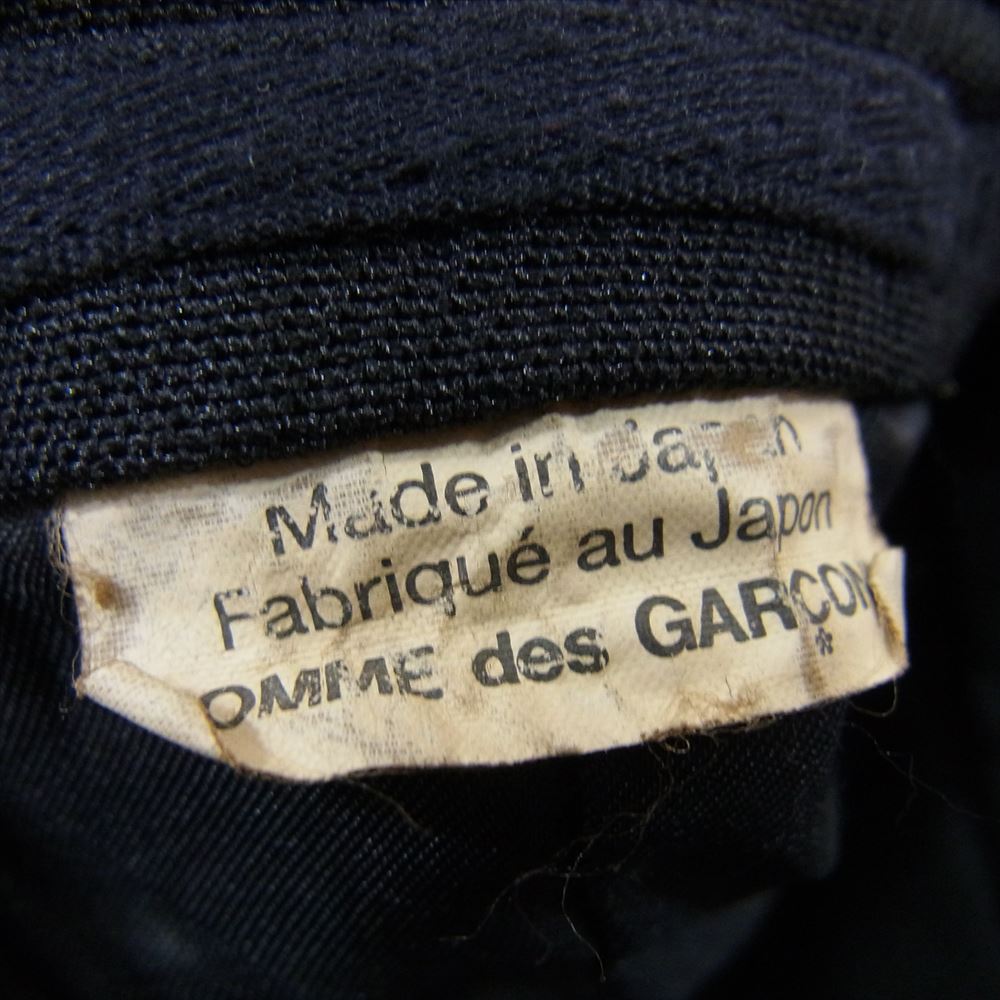 Made in Japan
Fabriqué au Japon
OMME des GARÇON
*